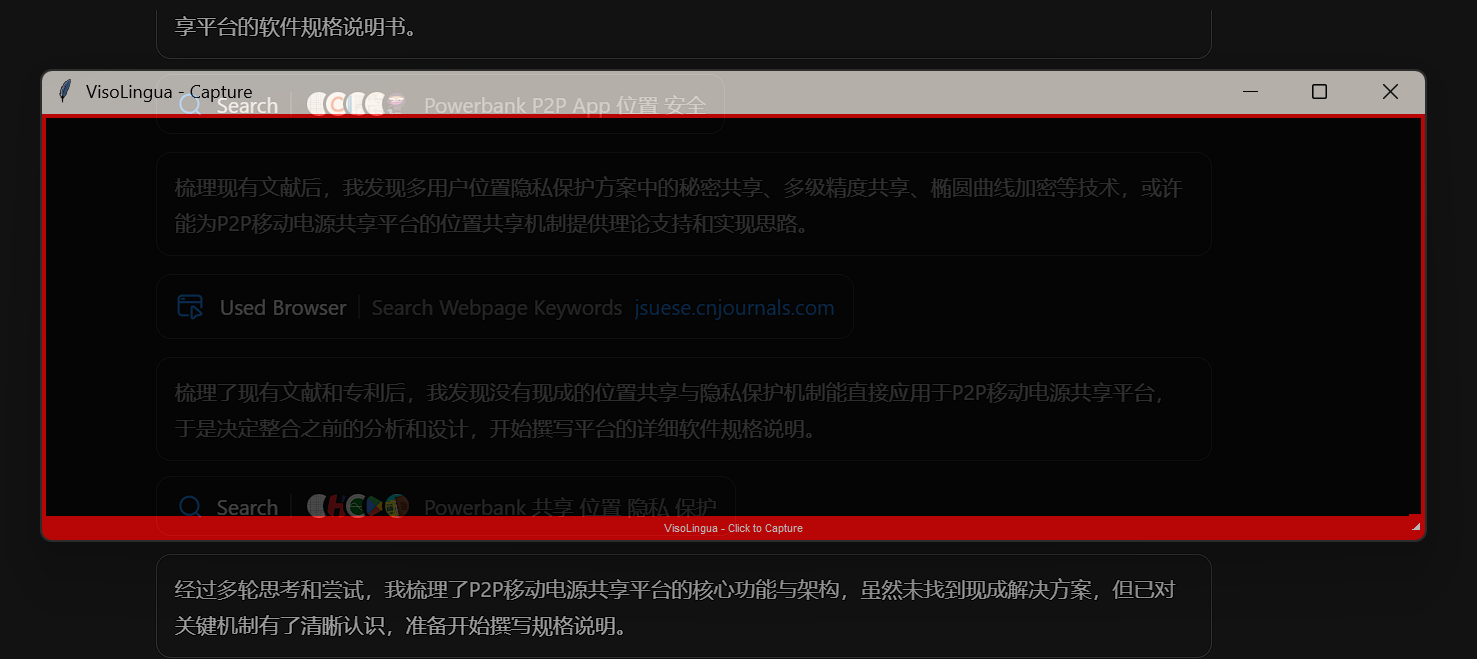 享平台的软件规格说明书。
VisoLingua - Capture
Search Powerbank P2P App 位置 安全
梳理现有文献后，我发现多用户位置隐私保护方案中的秘密共享、多级精度共享、椭圆曲线加密等技术，或许
能为P2P移动电源共享平台的位置共享机制提供理论支持和实现思路。
Used Browser Search Webpage Keywords jsuese.cnjournals.com
梳理了现有文献和专利后，我发现没有现成的位置共享与隐私保护机制能直接应用于P2P移动电源共享平台，
于是决定整合之前的分析和设计，开始撰写平台的详细软件规格说明。
Search Powerbank 共享 位置 隐私 保护
VisoLingua - Click to Capture
经过多轮思考和尝试，我梳理了P2P移动电源共享平台的核心功能与架构，虽然未找到现成解决方案，但已对
关键机制有了清晰认识，准备开始撰写规格说明。